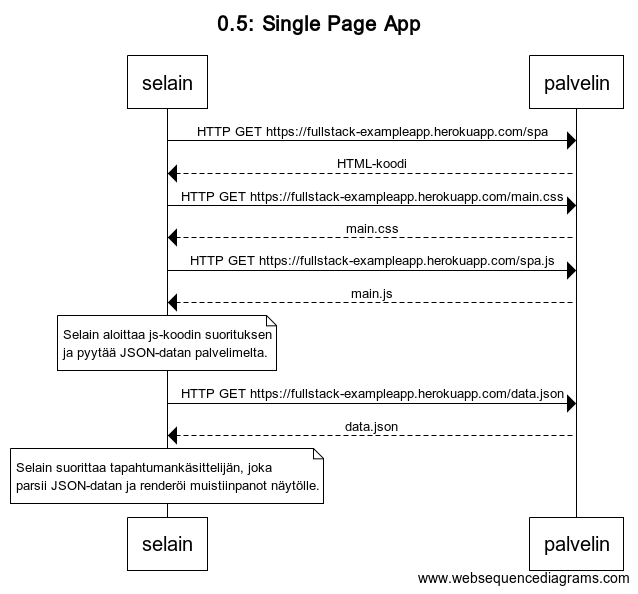 0.5: Single Page App
selain
palvelin
HTTP GET https://fullstack-exampleapp.herokuapp.com/spa
HTML-koodi
HTTP GET https://fullstack-exampleapp.herokuapp.com/main.css
main.css
HTTP GET https://fullstack-exampleapp.herokuapp.com/spa.js
main.js
Selain aloittaa js-koodin suorituksen
ja pyytää JSON-datan palvelimelta.
HTTP GET https://fullstack-exampleapp.herokuapp.com/data.json
data.json
Selain suorittaa tapahtumankäsittelijän, joka
parsii JSON-datan ja renderöi muistiinpanot näytölle.
selain
palvelin
www.websequencediagrams.com